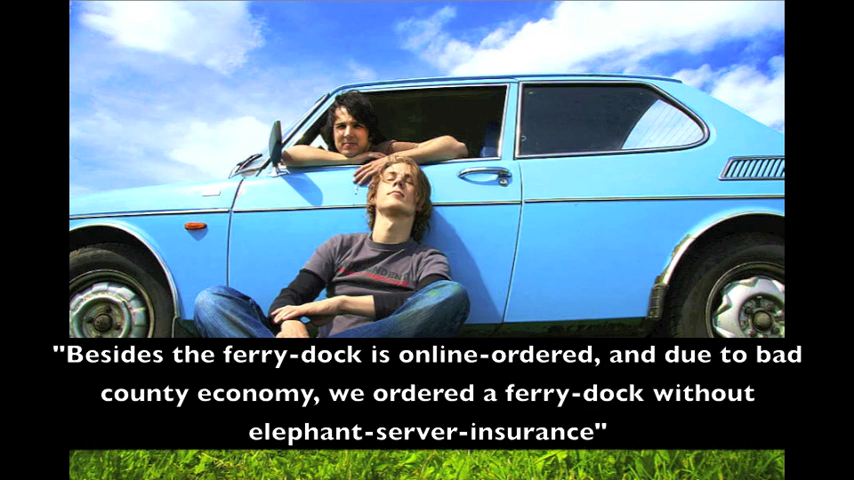 "Besides the ferry-dock is online-ordered, and due to bad
county economy, we ordered a ferry-dock without
elephant-server-insurance"